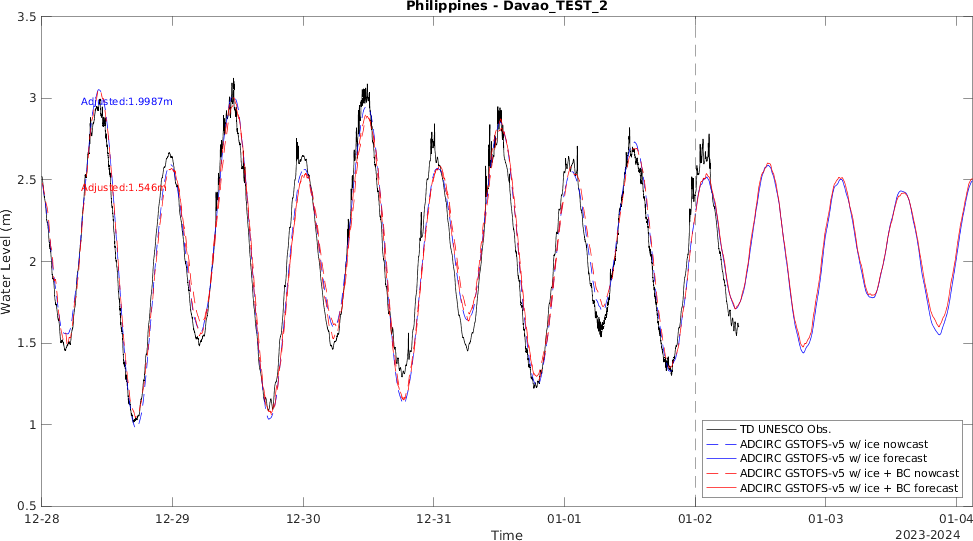 Philippines - Davao_TEST_2
3.5
3
2.5
2
1.5
1
0.5
Water Level (m)
Adjusted:1.9987m
Adjusted:1.546m
TD UNESCO Obs.
ADCIRC GSTOFS-v5 w/ ice nowcast
ADCIRC GSTOFS-v5 w/ ice forecast
ADCIRC GSTOFS-v5 w/ ice + BC nowcast
ADCIRC GSTOFS-v5 w/ ice + BC forecast
12-28 12-29 12-30 12-31 01-01 01-02 01-03 01-04
Time
2023-2024